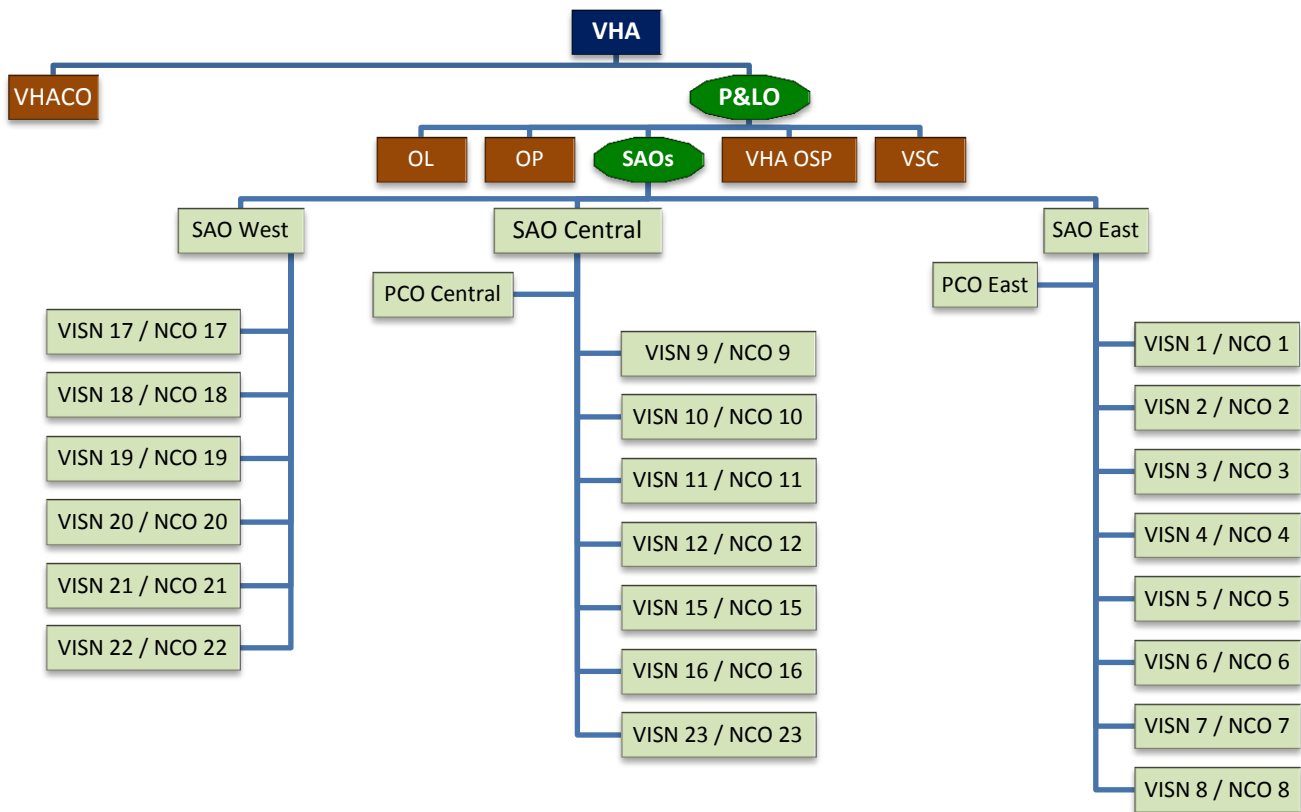 VHA
VHACO
P&LO
OL
OP
SAOs
VHA OSP
VSC
SAO West
SAO Central
SAO East
PCO Central
PCO East
VISN 17 / NCO 17
VISN 18 / NCO 18
VISN 19 / NCO 19
VISN 20 / NCO 20
VISN 21 / NCO 21
VISN 22 / NCO 22
VISN 9 / NCO 9
VISN 10 / NCO 10
VISN 11 / NCO 11
VISN 12 / NCO 12
VISN 15 / NCO 15
VISN 16 / NCO 16
VISN 23 / NCO 23
VISN 1 / NCO 1
VISN 2 / NCO 2
VISN 3 / NCO 3
VISN 4 / NCO 4
VISN 5 / NCO 5
VISN 6 / NCO 6
VISN 7 / NCO 7
VISN 8 / NCO 8